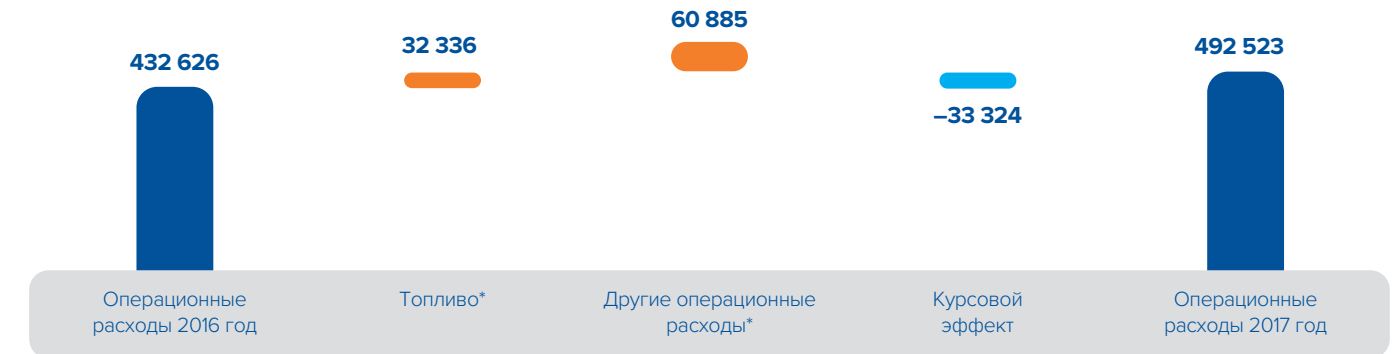 432 626
32 336
60 885
–33 324
492 523
Операционные
расходы 2016 год
Топливо*
Другие операционные
расходы*
Курсовой
эффект
Операционные
расходы 2017 год